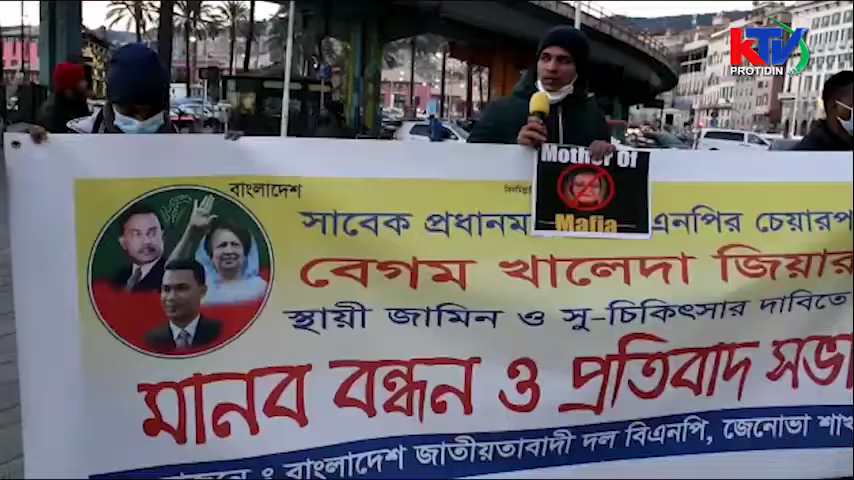 KTV
PROTIDIN
Mother Of
Mafia
বাংলাদেশ
সাবেক প্রধানম এনপির চেয়ারপ
বেগম খালেদা জিয়ার
স্থায়ী জামিন ও সু-চিকিৎসার দাবিতে
মানব বন্ধন ও প্রতিবাদ সভা
বাংলাদেশ জাতীয়তাবাদী দল বিএনপি, জেনোভা শাখ